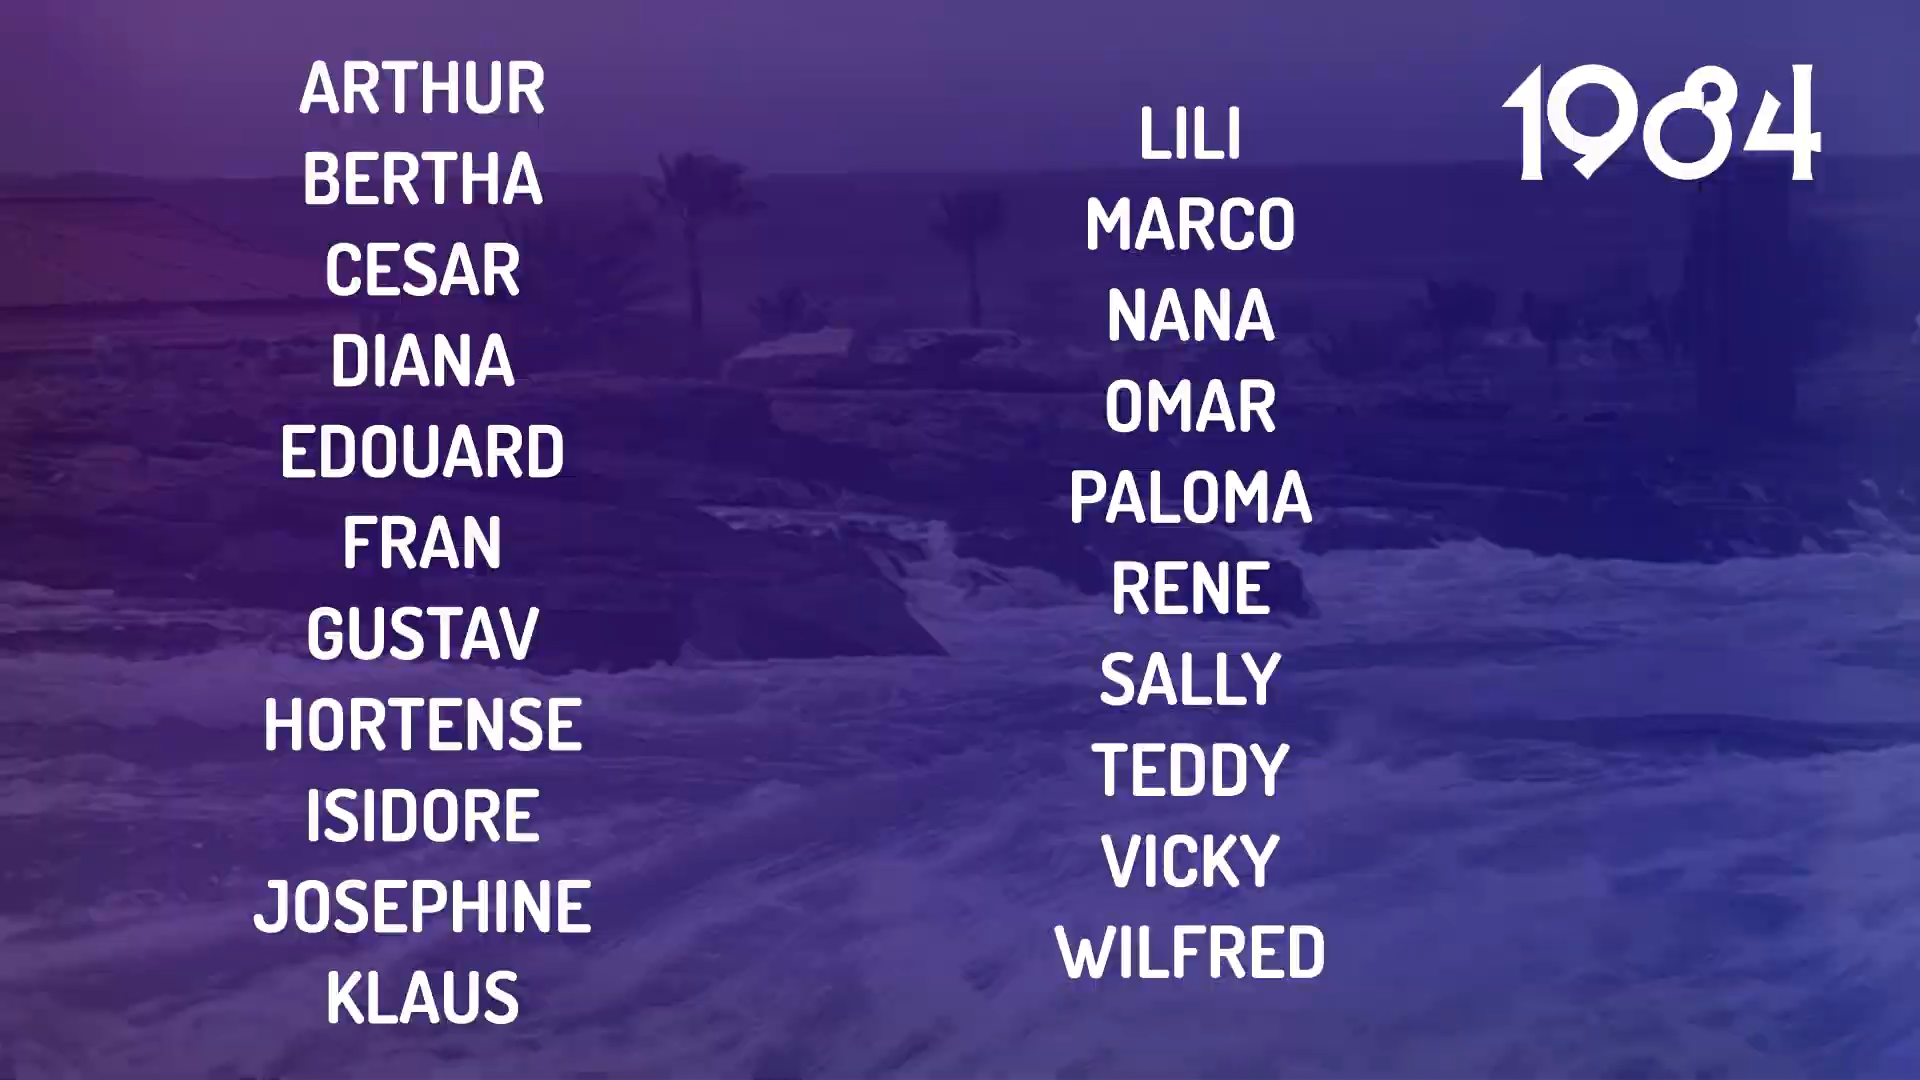 ARTHUR
BERTHA
CESAR
DIANA
EDOUARD
FRAN
GUSTAV
HORTENSE
ISIDORE
JOSEPHINE
KLAUS
LILI
MARCO
NANA
OMAR
PALOMA
RENE
SALLY
TEDDY
VICKY
WILFRED
1984